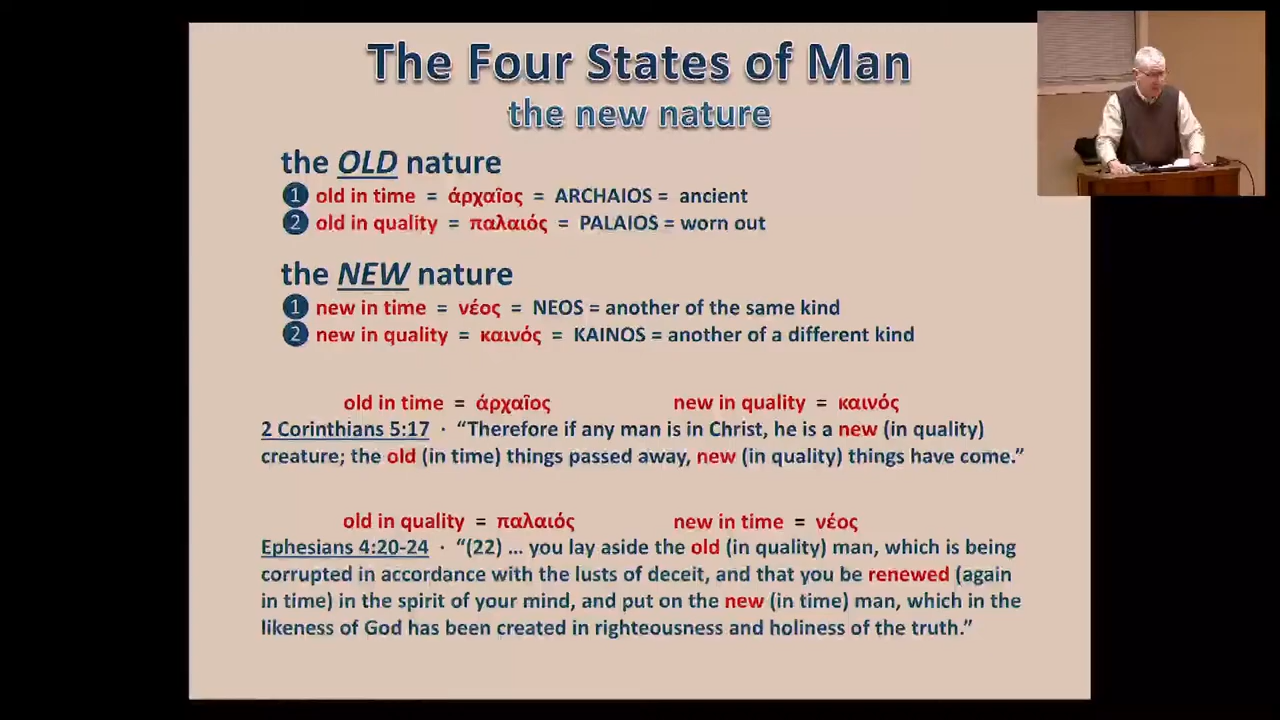 The Four States of Man
the new nature
the OLD nature
1 old in time = άρχαῖος = ARCHAIOS = ancient
2 old in quality = παλαιός = PALAIOS = worn out
the NEW nature
1 new in time = νέος = NEOS = another of the same kind
2 new in quality = καινός = KAINOS = another of a different kind
old in time = άρχαῖος new in quality = καινός
2 Corinthians 5:17 · “Therefore if any man is in Christ, he is a new (in quality)
creature; the old (in time) things passed away, new (in quality) things have come.”
old in quality = παλαιός new in time = νέος
Ephesians 4:20-24 · “(22) ... you lay aside the old (in quality) man, which is being
corrupted in accordance with the lusts of deceit, and that you be renewed (again
in time) in the spirit of your mind, and put on the new (in time) man, which in the
likeness of God has been created in righteousness and holiness of the truth.”